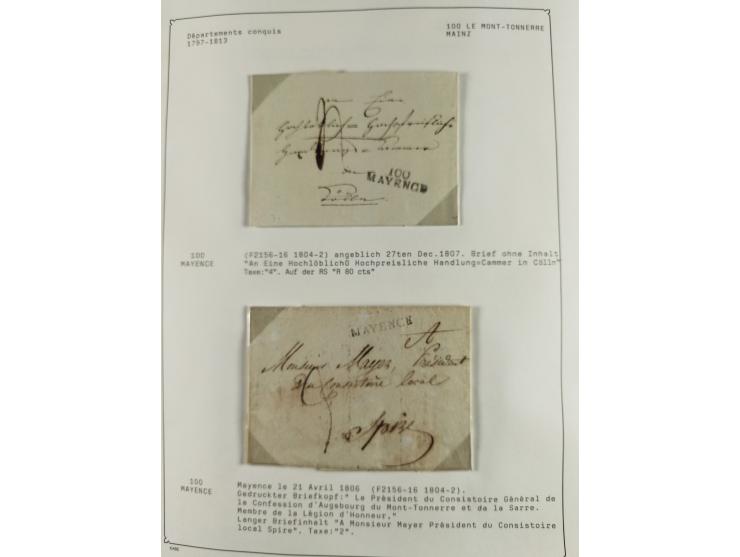 Départements conquis
1797-1813
100 LE MONT-TONNERRE
MAINZ
100
MAYENCE
100
MAYENCE
(F2156-16 1804-2) angeblich 27ten Dec.1807. Brief ohne Inhalt
"An Eine Hochlöblich0 Hochpreisliche Handlung=Cammer in Cölln"
Taxe:"4". Auf der RS "R 80 cts"
MAYENCE
A
Monsieur Mayer, Président
Du Consistoire local
a Spire
100
MAYENCE
Mayence le 21 Avril 1806 (F2156-16 1804-2).
Gedruckter Briefkopf:" Le Président du Consistoire Général de
la Confession d'Augsbourg du Mont-Tonnerre et de la Sarre.
Membre de la Légion d'Honneur,"
Langer Briefinhalt "A Monsieur Mayer Président du Consistoire
local Spire". Taxe:"2".
KABE